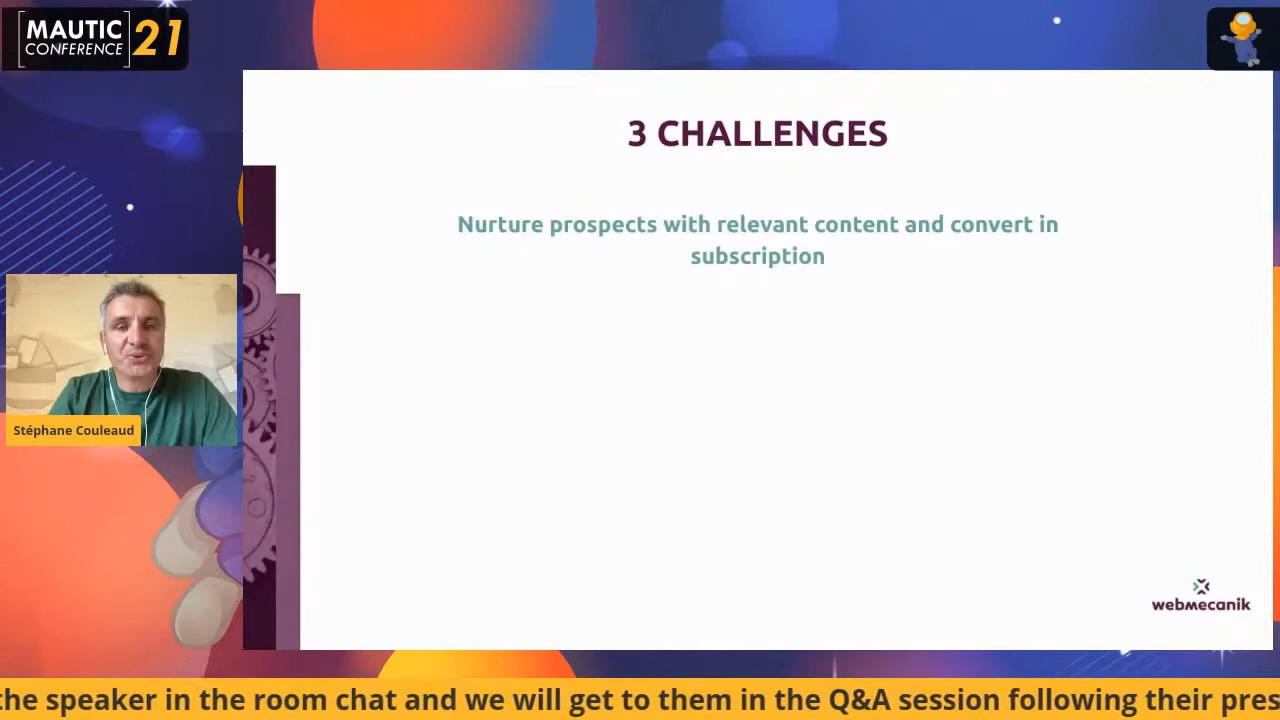 MAUTIC
CONFERENCE 21
3 CHALLENGES
Nurture prospects with relevant content and convert in
subscription
Stéphane Couleaud
webmecanik
the speaker in the room chat and we will get to them in the Q&A session following their pres